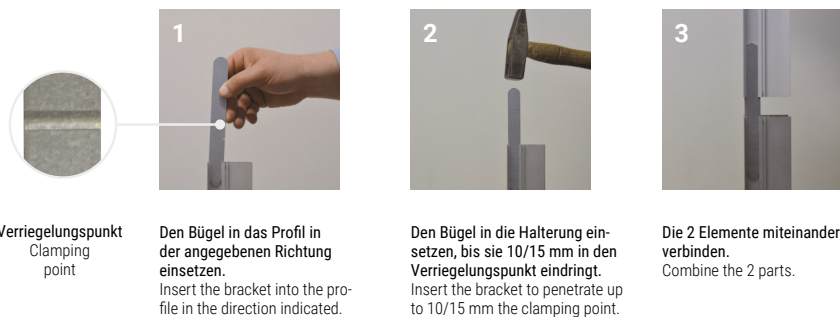 1
2
3
Verriegelungspunkt
Clamping
point
Den Bügel in das Profil in
der angegebenen Richtung
einsetzen.
Insert the bracket into the pro-
file in the direction indicated.
Den Bügel in die Halterung ein-
setzen, bis sie 10/15 mm in den
Verriegelungspunkt eindringt.
Insert the bracket to penetrate up
to 10/15 mm the clamping point.
Die 2 Elemente miteinander
verbinden.
Combine the 2 parts.